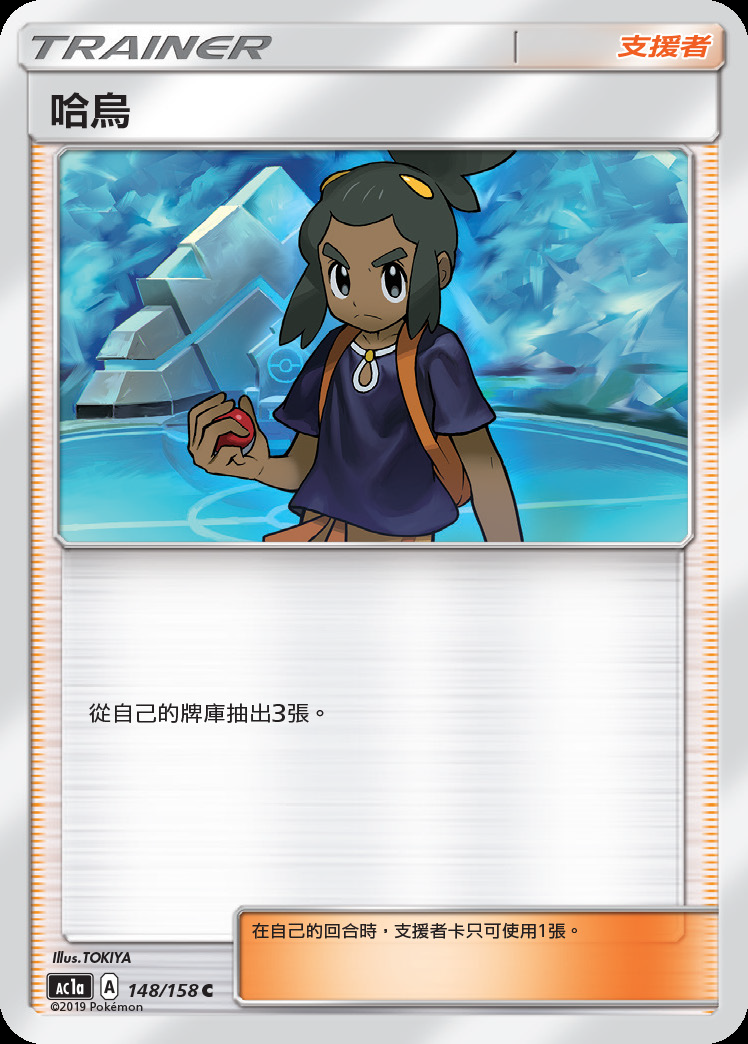 TRAINER 支援者
哈烏
從自己的牌庫抽出3張。
在自己的回合時，支援者卡只可使用1張。
Illus. TOKIYA
AC1a A 148/158 C
©2019 Pokémon